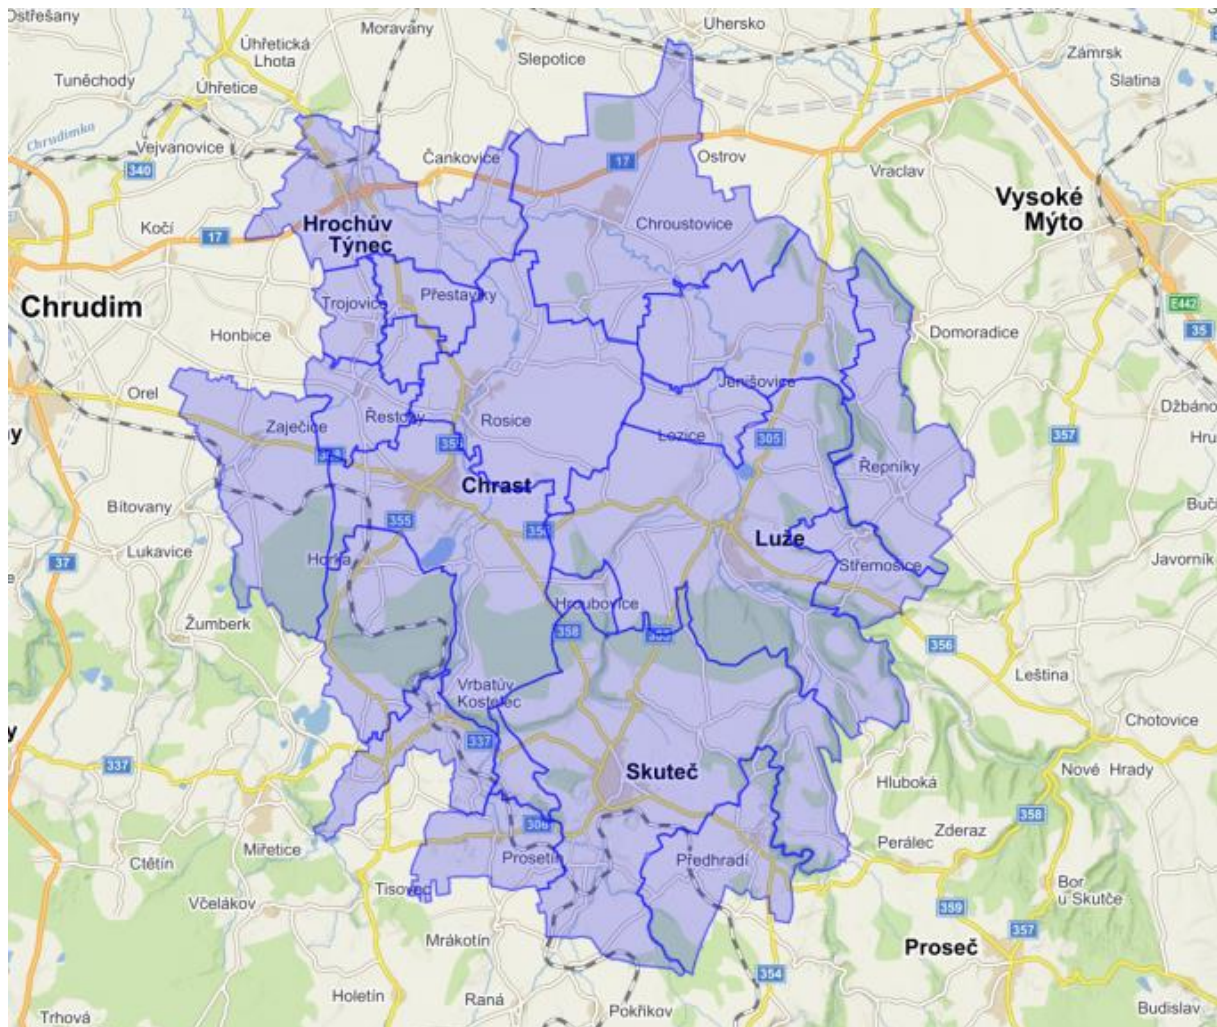 Ostřešany
Moravany
Uhersko
Úhřetická
Lhota
Slepotice
Zámrsk
Tuněchody
Úhřetice
Slatina
Chrudimka
Vejvanovice
Čankovice
17
Ostrov
340
Vraclav
Vysoké
Mýto
Kočí
17
Hrochův
Týnec
Chroustovice
Chrudim
Trojovice
Přestavlky
E442
35
Honbice
Domoradice
Orel
Jenišovice
Zaječice
Řestoky
Rosice
Lozice
305
357
355
Řepníky
Chrast
Bítovany
355
356
Luže
Lukavice
37
Horka
Střemošice
Javorník
Hroubovice
Žumberk
358
356
Leština
Vrbatův
Kostelec
Chotovice
337
337
Skuteč
Nové Hrady
Hluboká
358
306
Miřetice
Perálec
Zderaz
Ctětín
Prosetín
Předhradí
Bor
u Skutče
Včelákov
359
357
Mrákotín
Proseč
354
Holetín
Raná
Pokřikov
Budislav
Trhová